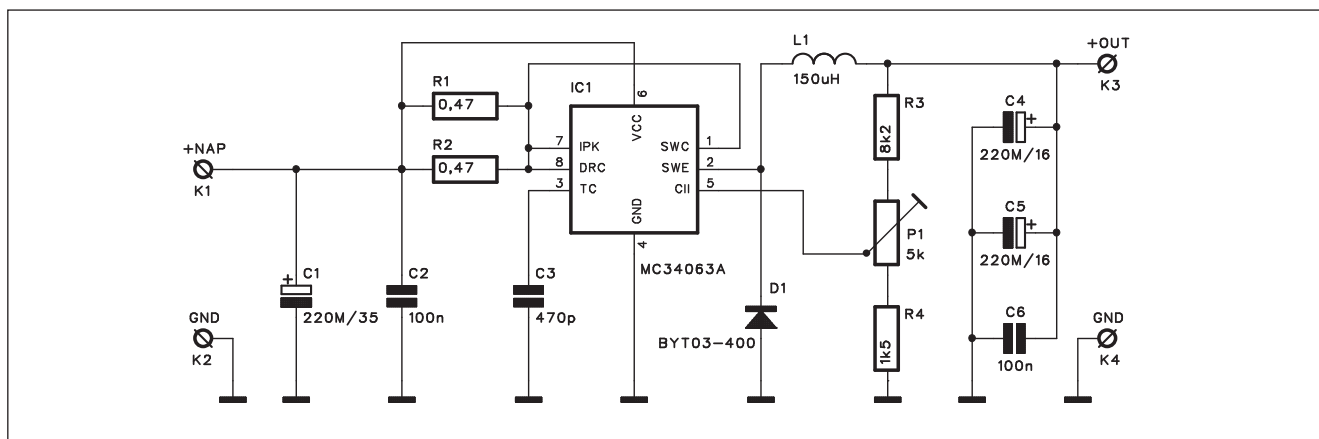 L1
150uH
+OUT
K3
R1
0,47
IC1
6
VCC
R3
8k2
C4
+
220M/16
R2
0,47
7
IPK
SWC
1
8
DRC
SWE
2
3
TC
CII
5
GND
4
MC34063A
+NAP
K1
C5
+
220M/16
P1
5k
+
C1
220M/35
C2
100n
C3
470p
D1
BYT03-400
R4
1k5
C6
100n
GND
K2
GND
K4